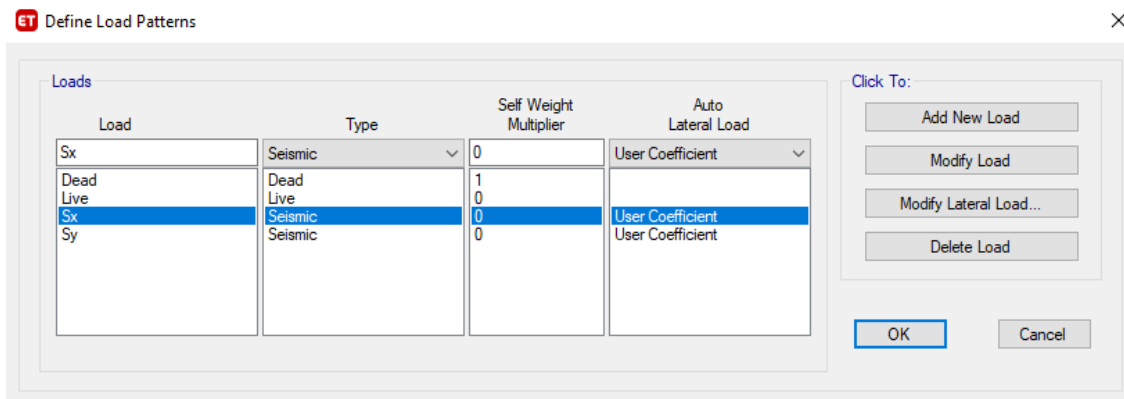 ET Define Load Patterns
Loads
Click To:
Load Type Self Weight Multiplier Auto Lateral Load
Sx Seismic 0 User Coefficient
Dead Dead 1
Live Live 0
Sx Seismic 0 User Coefficient
Sy Seismic 0 User Coefficient
Add New Load
Modify Load
Modify Lateral Load...
Delete Load
OK Cancel